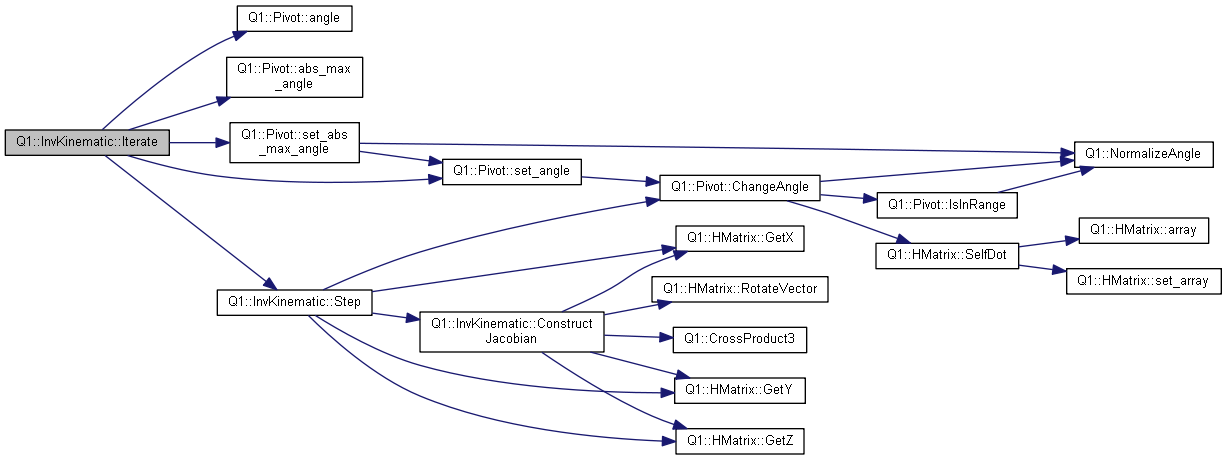 Q1::Pivot::angle
Q1::Pivot::abs_max
_angle
Q1::InvKinematic::Iterate
Q1::Pivot::set_abs
_max_angle
Q1::NormalizeAngle
Q1::Pivot::set_angle
Q1::Pivot::ChangeAngle
Q1::Pivot::IsInRange
Q1::HMatrix::array
Q1::HMatrix::GetX
Q1::HMatrix::SelfDot
Q1::HMatrix::set_array
Q1::HMatrix::RotateVector
Q1::InvKinematic::Step
Q1::InvKinematic::Construct
Jacobian
Q1::CrossProduct3
Q1::HMatrix::GetY
Q1::HMatrix::GetZ